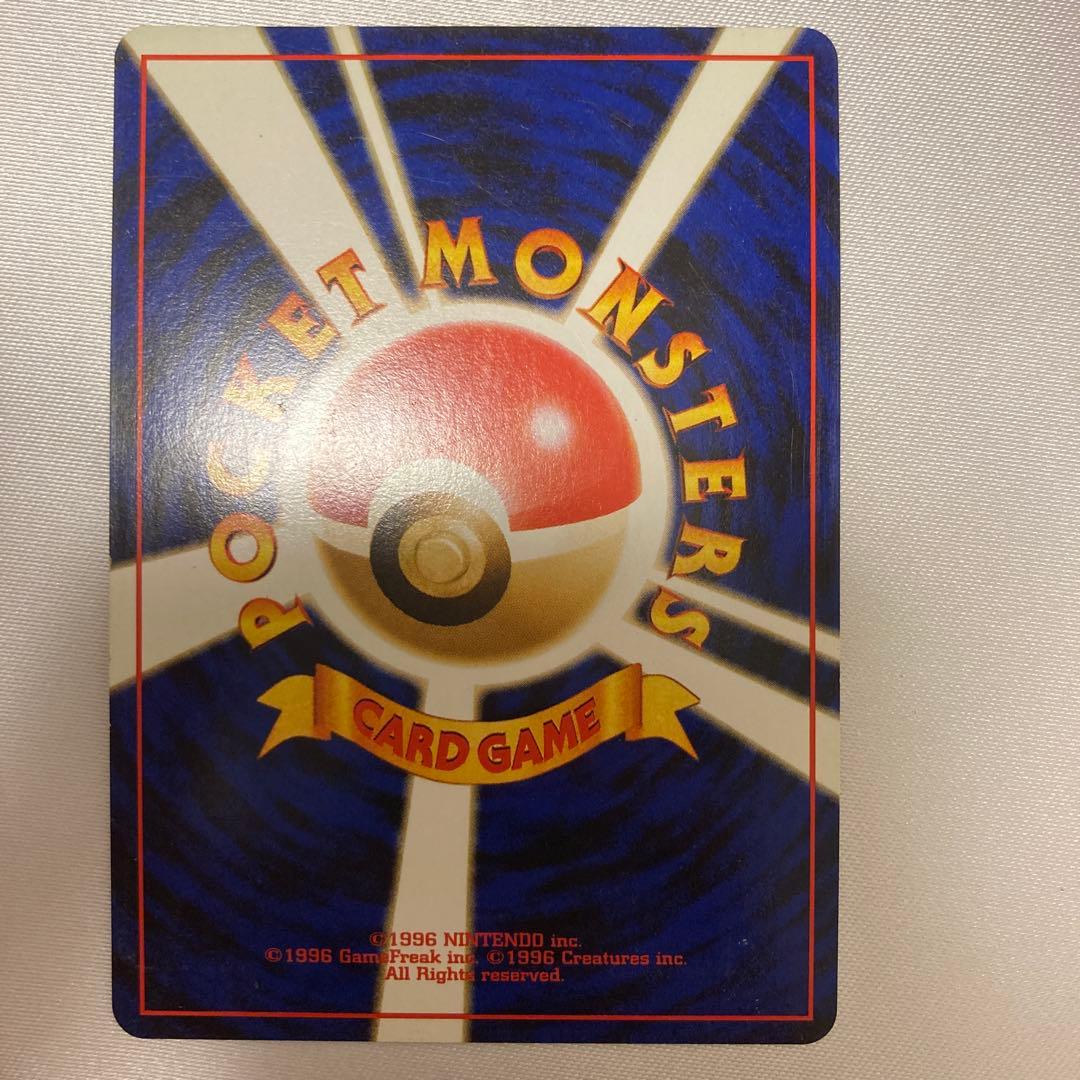 POCKET MONSTERS
CARD GAME
©1996 NINTENDO inc.
©1996 GameFreak inc. ©1996 Creatures inc.
All Rights reserved.